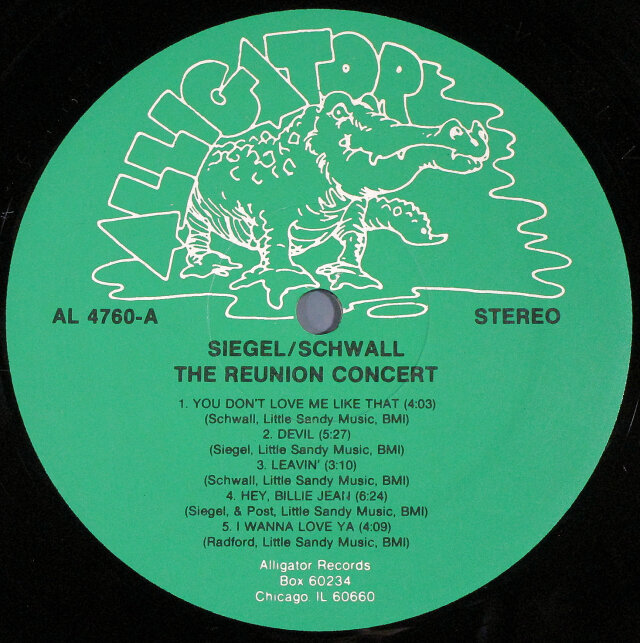 ALLIGATOR
AL 4760-A
STEREO
SIEGEL/SCHWALL
THE REUNION CONCERT
1. YOU DON'T LOVE ME LIKE THAT (4:03)
(Schwall, Little Sandy Music, BMI)
2. DEVIL (5:27)
(Siegel, Little Sandy Music, BMI)
3. LEAVIN' (3:10)
(Schwall, Little Sandy Music, BMI)
4. HEY, BILLIE JEAN (6:24)
(Siegel, & Post, Little Sandy Music, BMI)
5. I WANNA LOVE YA (4:09)
(Radford, Little Sandy Music, BMI)
Alligator Records
Box 60234
Chicago, IL 60660